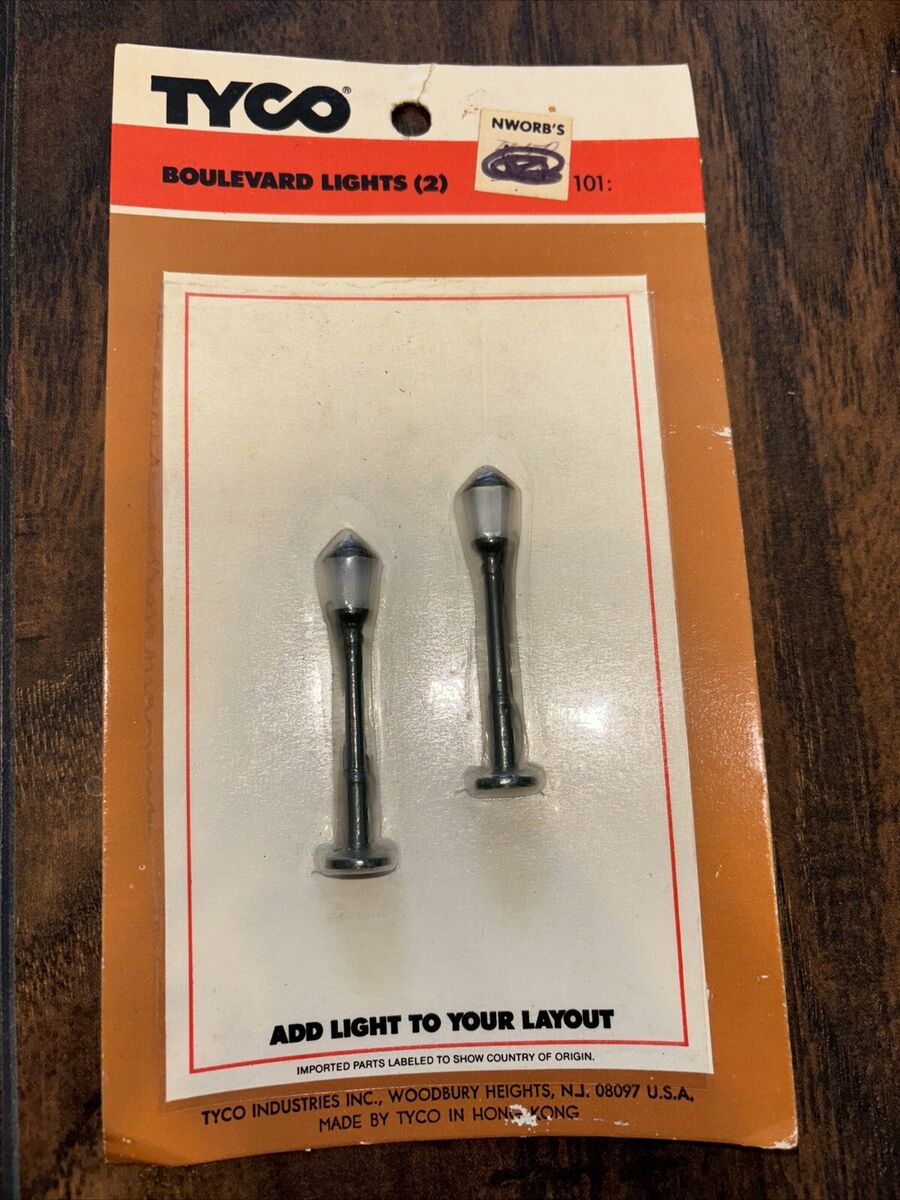 TYCO®
NWORB'S
BOULEVARD LIGHTS (2)
101:
ADD LIGHT TO YOUR LAYOUT
IMPORTED PARTS LABELED TO SHOW COUNTRY OF ORIGIN.
TYCO INDUSTRIES INC., WOODBURY HEIGHTS, N.J. 08097 U.S.A.
MADE BY TYCO IN HONG KONG